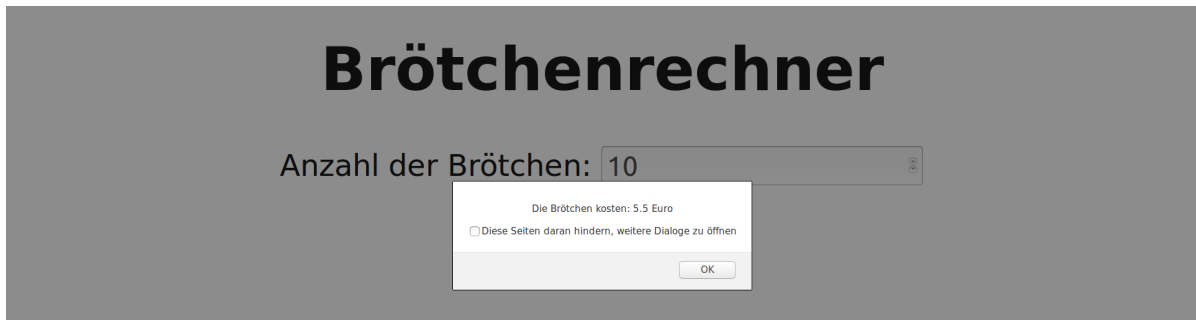 Brötchenrechner
Anzahl der Brötchen: 10
Die Brötchen kosten: 5.5 Euro
Diese Seiten daran hindern, weitere Dialoge zu öffnen
OK